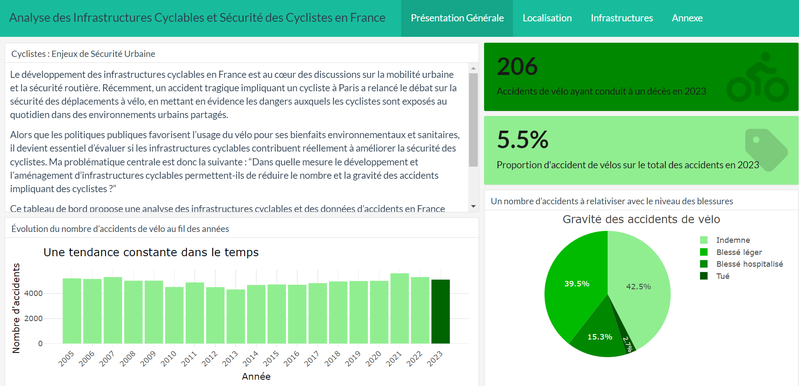 Analyse des Infrastructures Cyclables et Sécurité des Cyclistes en France
Présentation Générale
Localisation
Infrastructures
Annexe
Cyclistes : Enjeux de Sécurité Urbaine
Le développement des infrastructures cyclables en France est au cœur des discussions sur la mobilité urbaine
et la sécurité routière. Récemment, un accident tragique impliquant un cycliste à Paris a relancé le débat sur la
sécurité des déplacements à vélo, en mettant en évidence les dangers auxquels les cyclistes sont exposés au
quotidien dans des environnements urbains partagés.
Alors que les politiques publiques favorisent l'usage du vélo pour ses bienfaits environnementaux et sanitaires,
il devient essentiel d'évaluer si les infrastructures cyclables contribuent réellement à améliorer la sécurité des
cyclistes. Ma problématique centrale est donc la suivante : "Dans quelle mesure le développement et
l'aménagement d'infrastructures cyclables permettent-ils de réduire le nombre et la gravité des accidents
impliquant des cyclistes ?"
Ce tableau de bord propose une analyse des infrastructures cyclables et des données d'accidents en France
206
Accidents de vélo ayant conduit à un décès en 2023
5.5%
Proportion d'accident de vélos sur le total des accidents en 2023
Évolution du nombre d'accidents de vélo au fil des années
Une tendance constante dans le temps
Nombre d'accidents
4000
2000
0
2005
2006
2007
2008
2009
2010
2011
2012
2013
2014
2015
2016
2017
2018
2019
2020
2021
2022
2023
Année
Un nombre d'accidents à relativiser avec le niveau des blessures
Gravité des accidents de vélo
42.5%
39.5%
15.3%
2.7%
Indemne
Blessé léger
Blessé hospitalisé
Tué